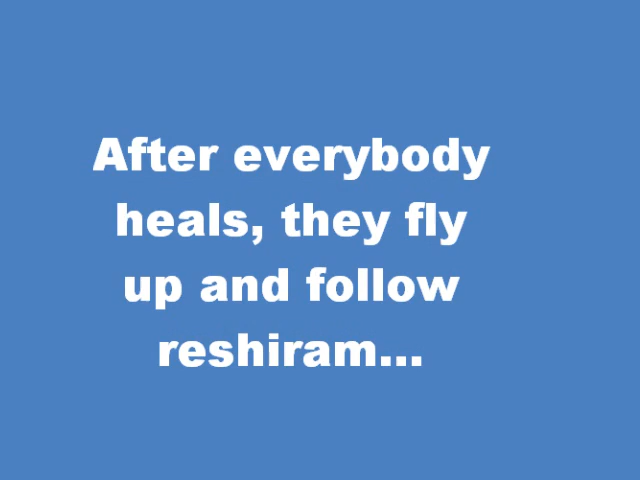 After everybody
heals, they fly
up and follow
reshiram...